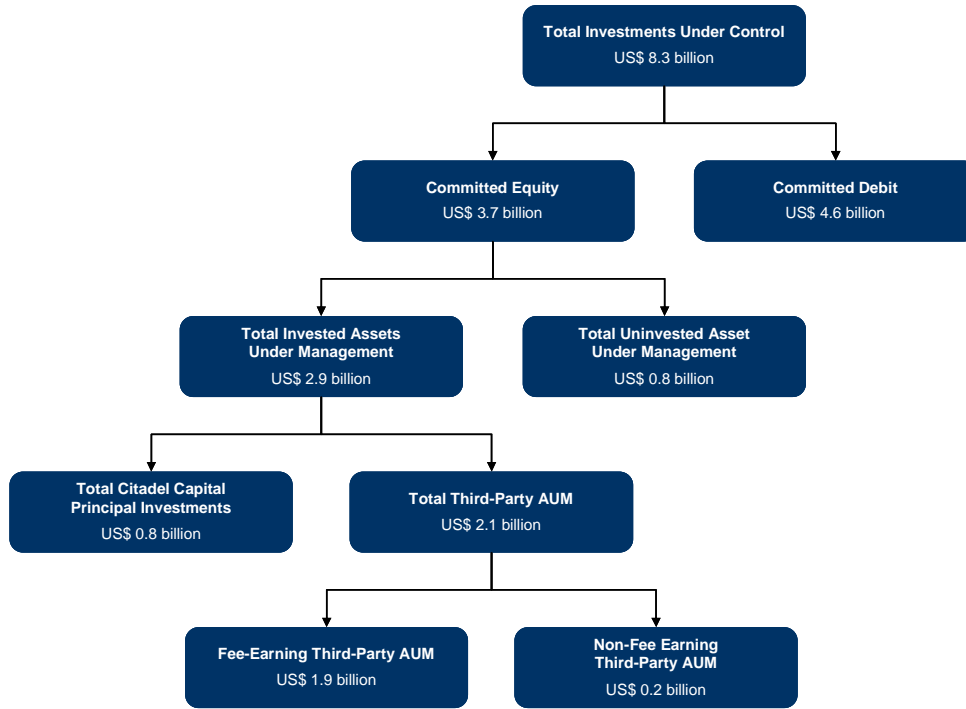 Total Investments Under Control
US$ 8.3 billion
Committed Equity
US$ 3.7 billion
Committed Debit
US$ 4.6 billion
Total Invested Assets
Under Management
US$ 2.9 billion
Total Uninvested Asset
Under Management
US$ 0.8 billion
Total Citadel Capital
Principal Investments
US$ 0.8 billion
Total Third-Party AUM
US$ 2.1 billion
Fee-Earning Third-Party AUM
US$ 1.9 billion
Non-Fee Earning
Third-Party AUM
US$ 0.2 billion